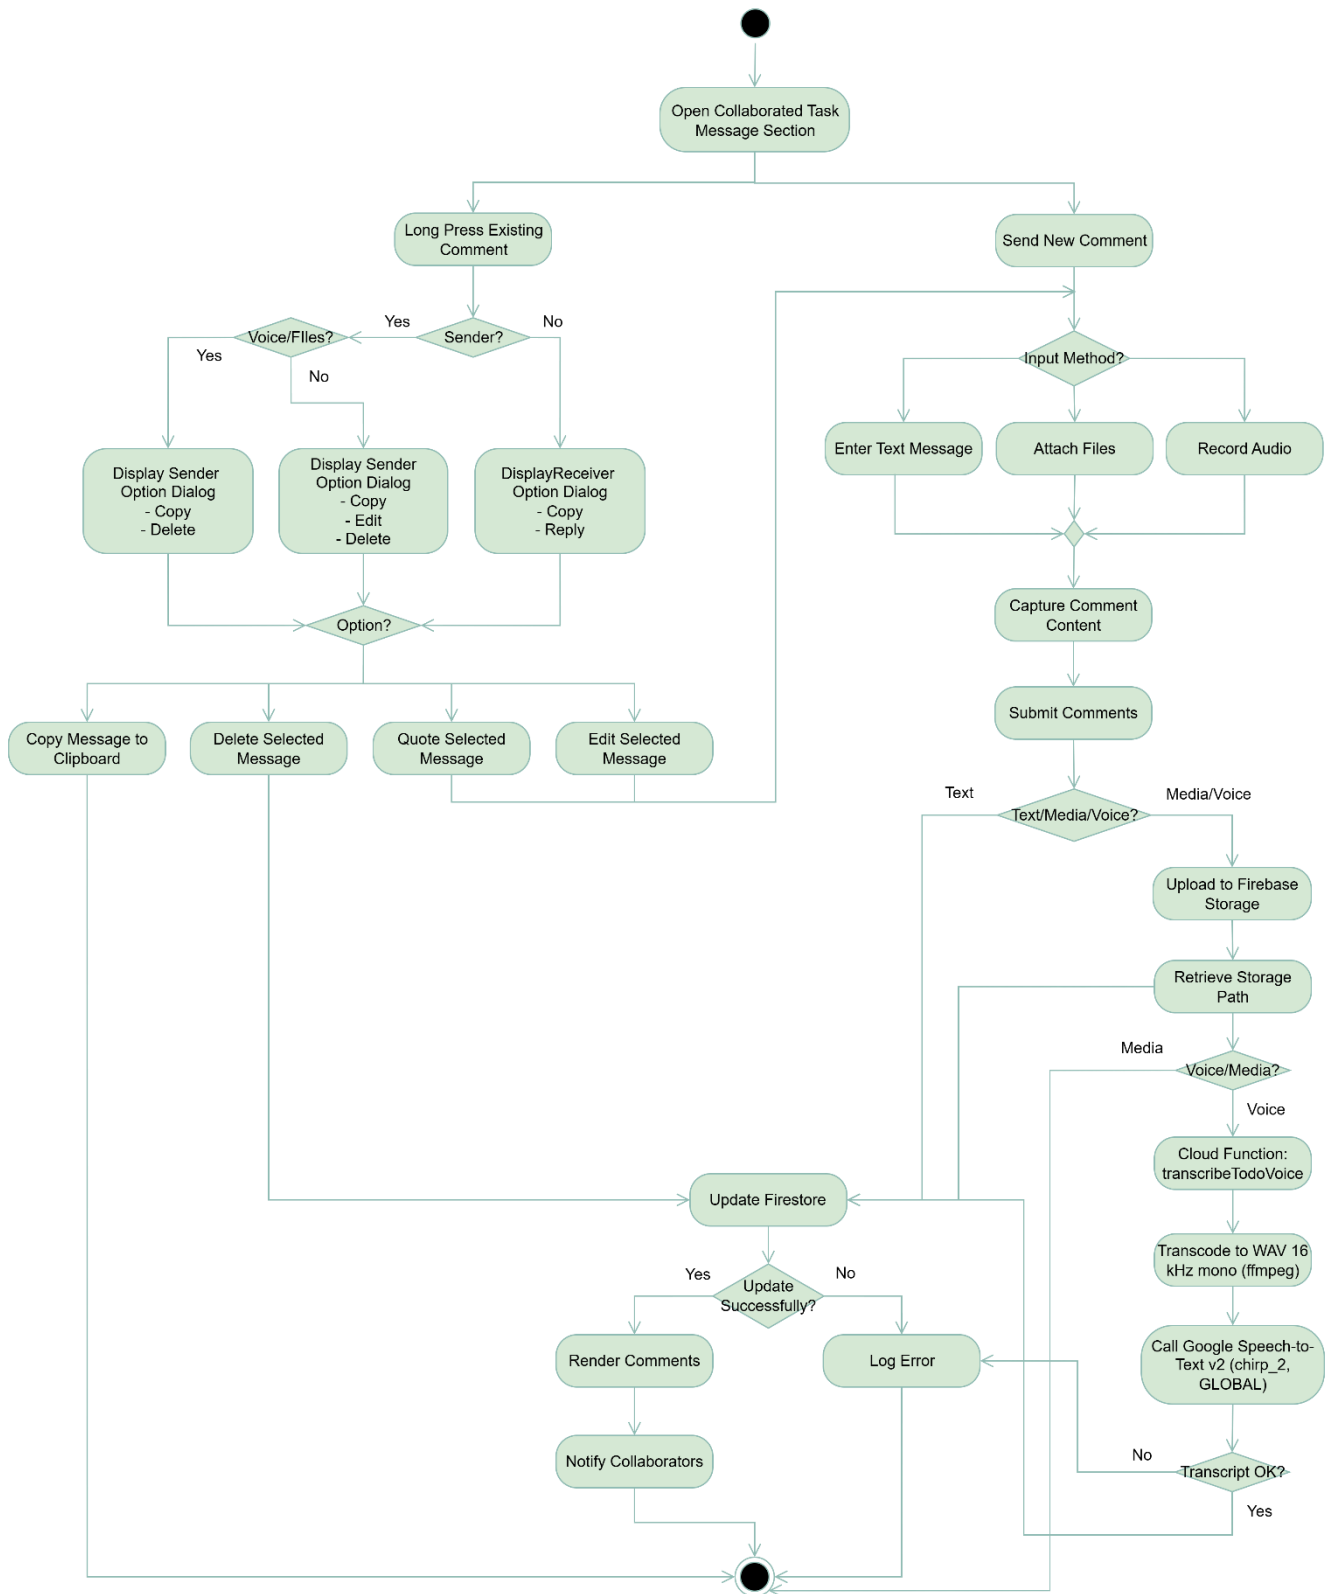 Open Collaborated Task
Message Section
Long Press Existing
Comment
Send New Comment
Voice/FIles?
Yes
Sender?
No
Yes
No
Input Method?
Enter Text Message
Attach Files
Record Audio
Display Sender
Option Dialog
- Copy
- Delete
Display Sender
Option Dialog
- Copy
- Edit
- Delete
DisplayReceiver
Option Dialog
- Copy
- Reply
Option?
Capture Comment
Content
Submit Comments
Copy Message to
Clipboard
Delete Selected
Message
Quote Selected
Message
Edit Selected
Message
Text
Text/Media/Voice?
Media/Voice
Upload to Firebase
Storage
Retrieve Storage
Path
Media
Voice/Media?
Voice
Cloud Function:
transcribeTodoVoice
Update Firestore
Transcode to WAV 16
kHz mono (ffmpeg)
Yes
Update
Successfully?
No
Render Comments
Log Error
Call Google Speech-to-
Text v2 (chirp_2,
GLOBAL)
Notify Collaborators
No
Transcript OK?
Yes